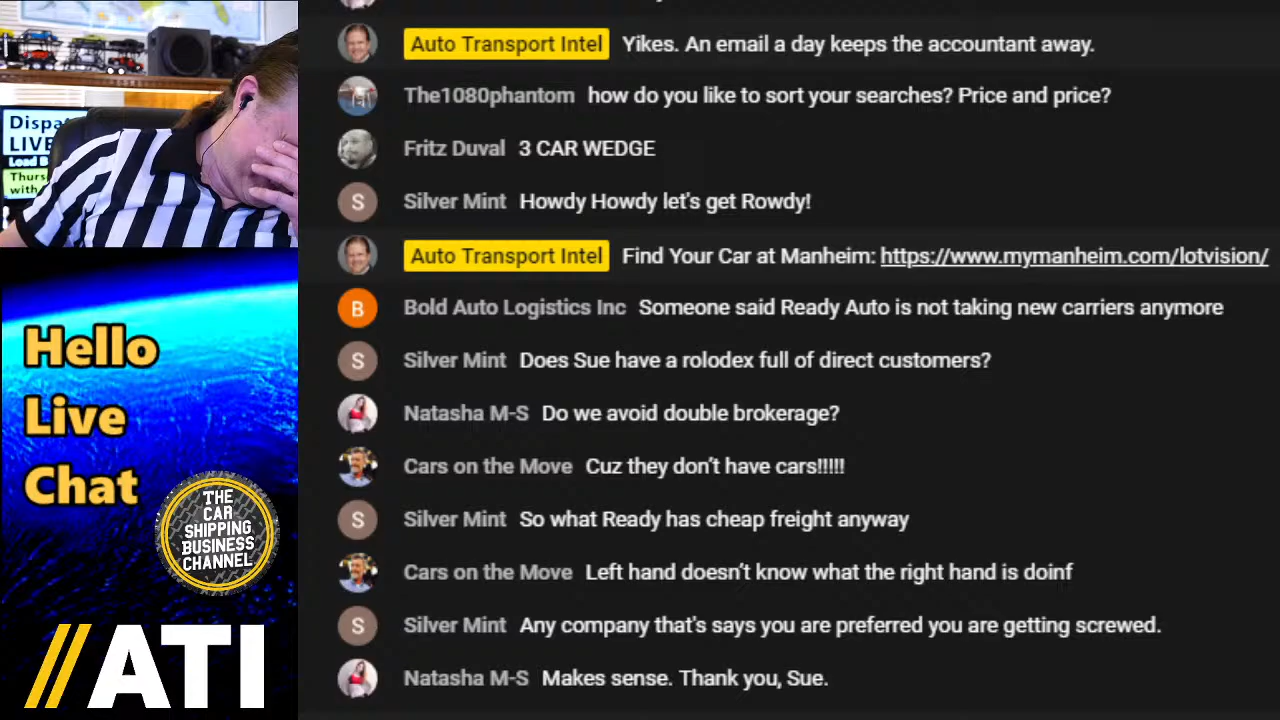 Dispa
LIVE
Load B
Thurs
with
Hello
Live
Chat
THE
CAR
SHIPPING
BUSINESS
CHANNEL
//ATI
Auto Transport Intel Yikes. An email a day keeps the accountant away.
The1080phantom how do you like to sort your searches? Price and price?
Fritz Duval 3 CAR WEDGE
S Silver Mint Howdy Howdy let's get Rowdy!
Auto Transport Intel Find Your Car at Manheim: https://www.mymanheim.com/lotvision/
B Bold Auto Logistics Inc Someone said Ready Auto is not taking new carriers anymore
S Silver Mint Does Sue have a rolodex full of direct customers?
Natasha M-S Do we avoid double brokerage?
Cars on the Move Cuz they don't have cars!!!!!
S Silver Mint So what Ready has cheap freight anyway
Cars on the Move Left hand doesn't know what the right hand is doinf
S Silver Mint Any company that's says you are preferred you are getting screwed.
Natasha M-S Makes sense. Thank you, Sue.